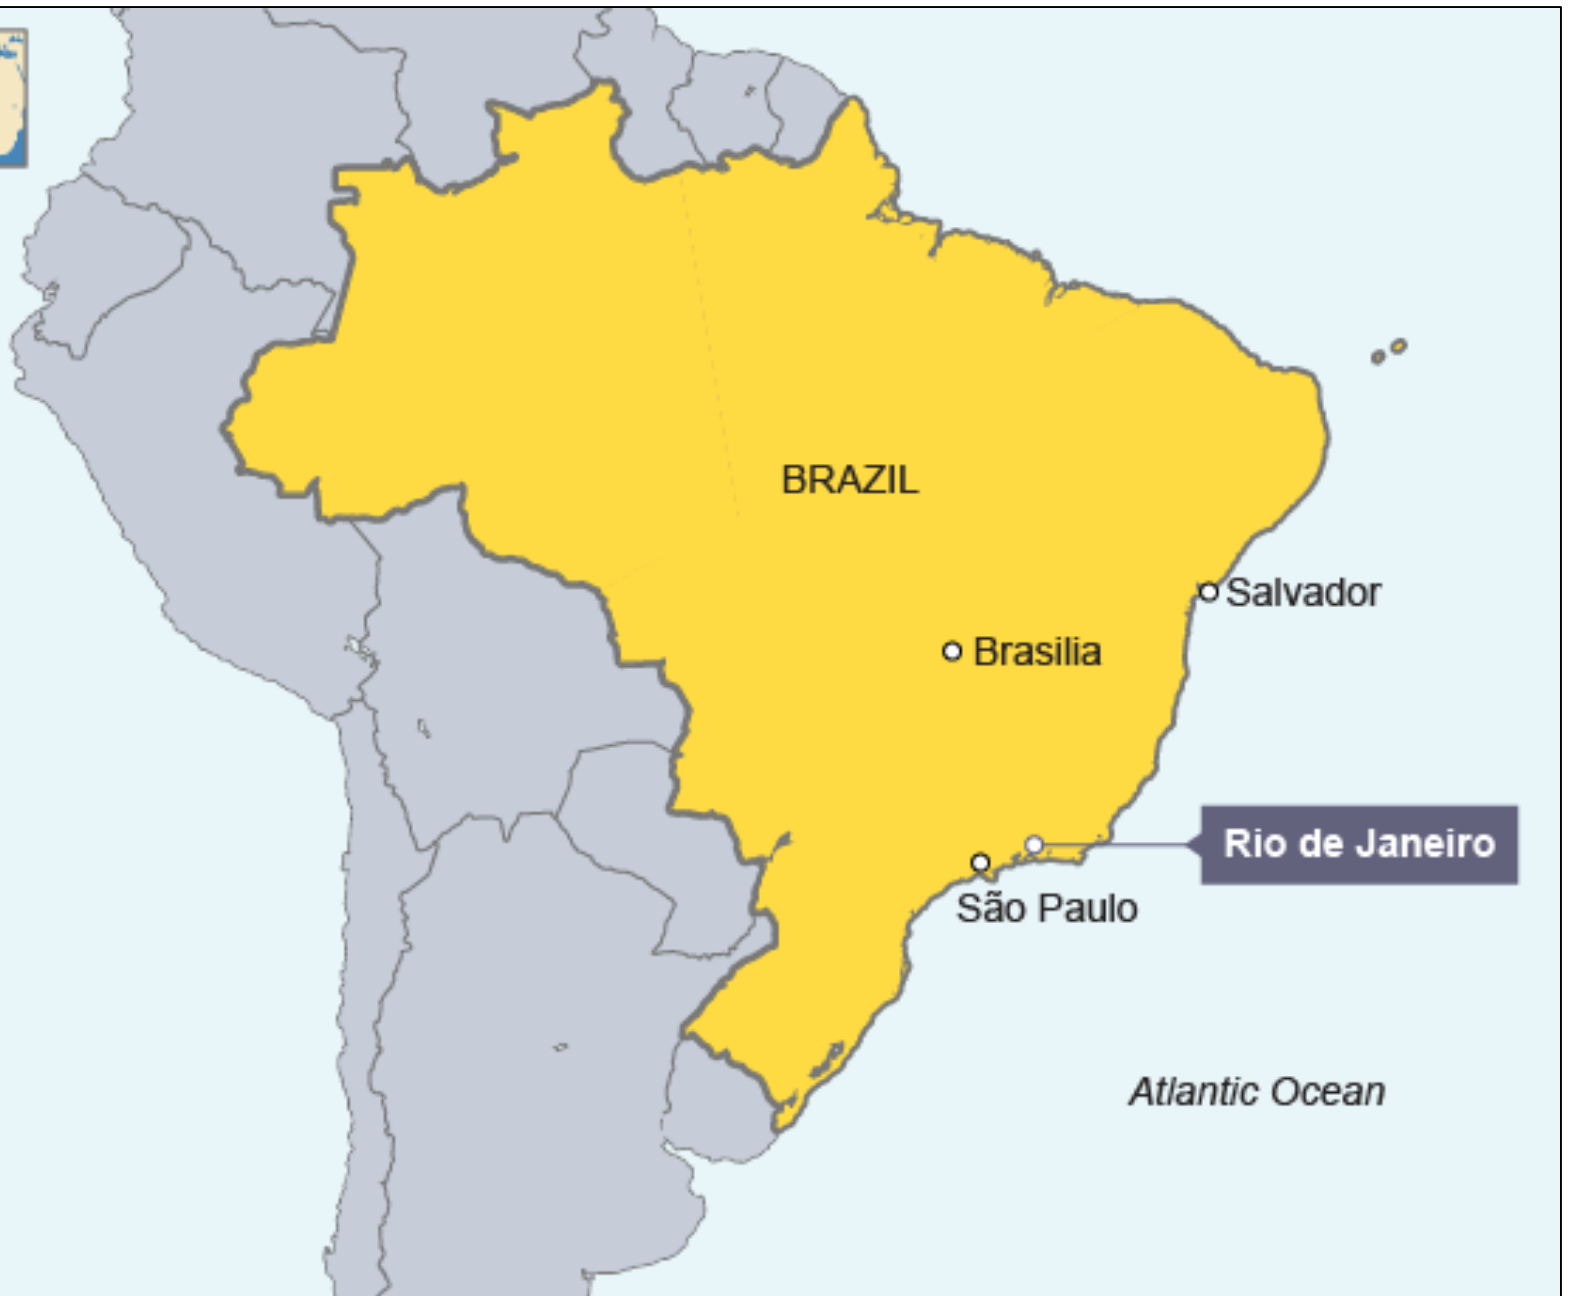 BRAZIL
Salvador
Brasilia
Rio de Janeiro
São Paulo
Atlantic Ocean